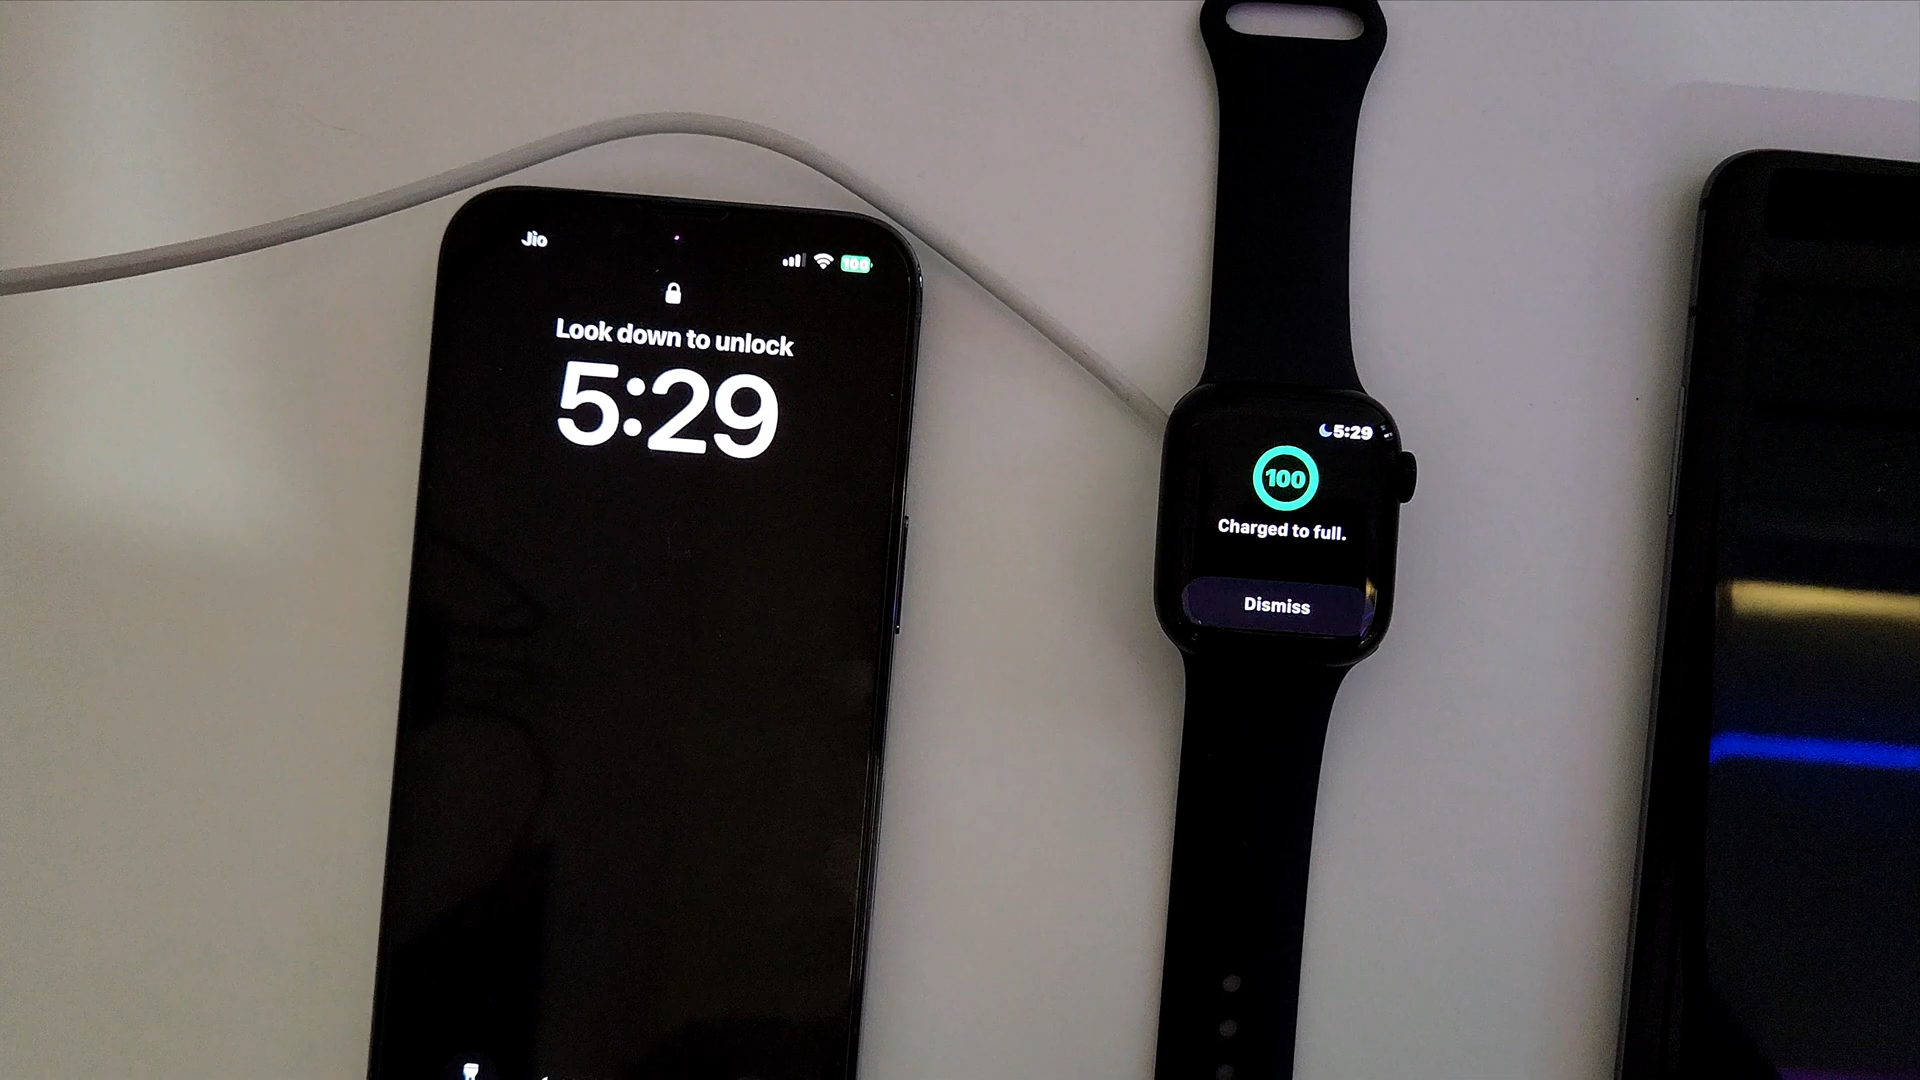 Jio
100
Look down to unlock
5:29
5:29
100
Charged to full.
Dismiss